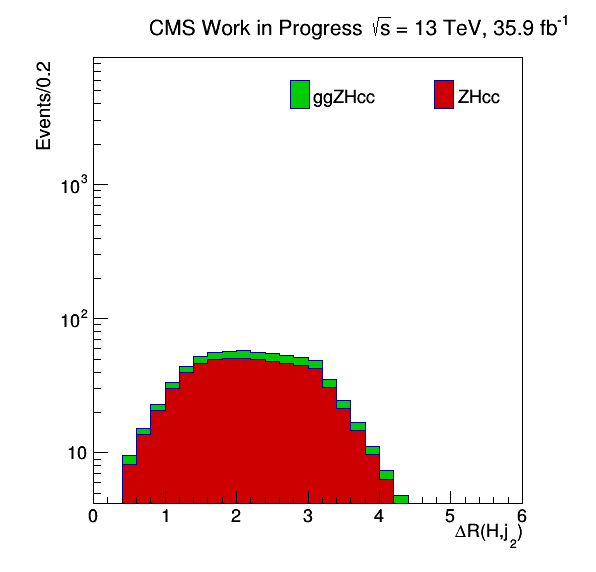 CMS Work in Progress √s = 13 TeV, 35.9 fb⁻¹
Events/0.2
ggZHcc ZHcc
10³
10²
10
0 1 2 3 4 5 6
ΔR(H,j₂)